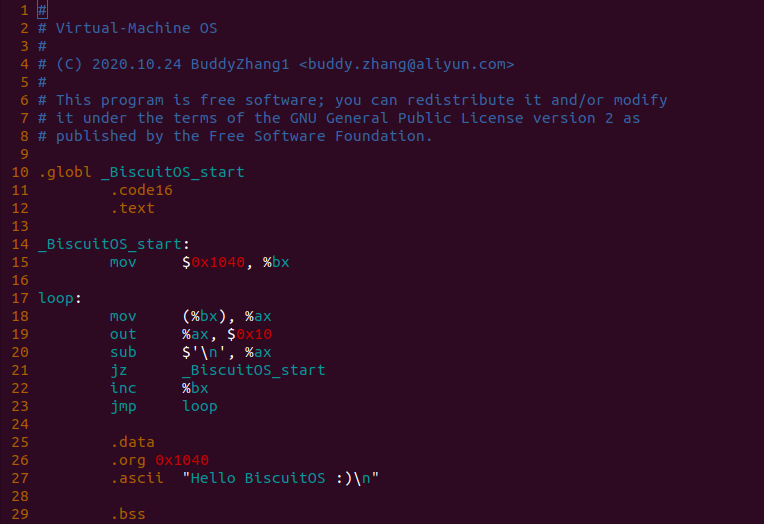 1 #
2 # Virtual-Machine OS
3 #
4 # (C) 2020.10.24 BuddyZhang1 <buddy.zhang@aliyun.com>
5 #
6 # This program is free software; you can redistribute it and/or modify
7 # it under the terms of the GNU General Public License version 2 as
8 # published by the Free Software Foundation.
9
10 .globl _BiscuitOS_start
11         .code16
12         .text
13
14 _BiscuitOS_start:
15         mov     $0x1040, %bx
16
17 loop:
18         mov     (%bx), %ax
19         out     %ax, $0x10
20         sub     $'\n', %ax
21         jz      _BiscuitOS_start
22         inc     %bx
23         jmp     loop
24
25         .data
26         .org 0x1040
27         .ascii  "Hello BiscuitOS :)\n"
28
29         .bss